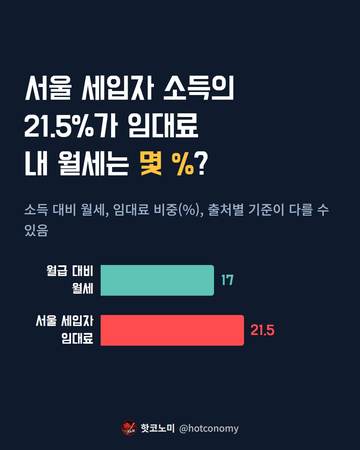 서울 세입자 소득의
21.5%가 임대료
내 월세는 몇 %?
소득 대비 월세, 임대료 비중(%), 출처별 기준이 다를 수
있음
월급 대비
월세
17
서울 세입자
임대료
21.5
핫코노미 @hotconomy